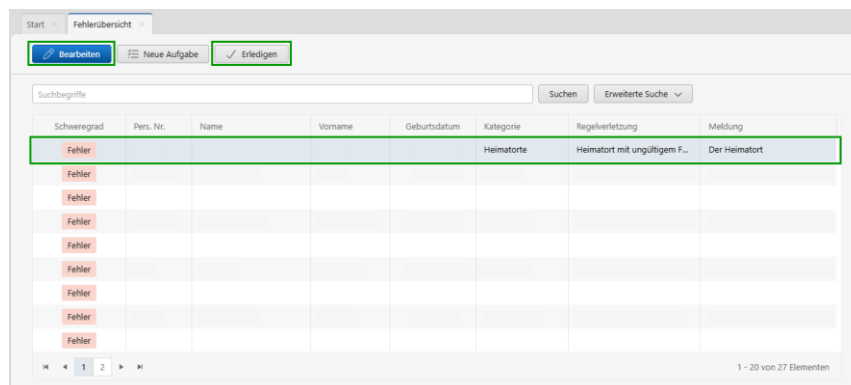 Start × Fehlerübersicht ×
Bearbeiten Neue Aufgabe Erledigen
Suchbegriffe Suchen Erweiterte Suche
Schweregrad Pers. Nr. Name Vorname Geburtsdatum Kategorie Regelverletzung Meldung
Fehler Heimatorte Heimatort mit ungültigem F... Der Heimatort
Fehler
Fehler
Fehler
Fehler
Fehler
Fehler
Fehler
Fehler
1 2 1 - 20 von 27 Elementen